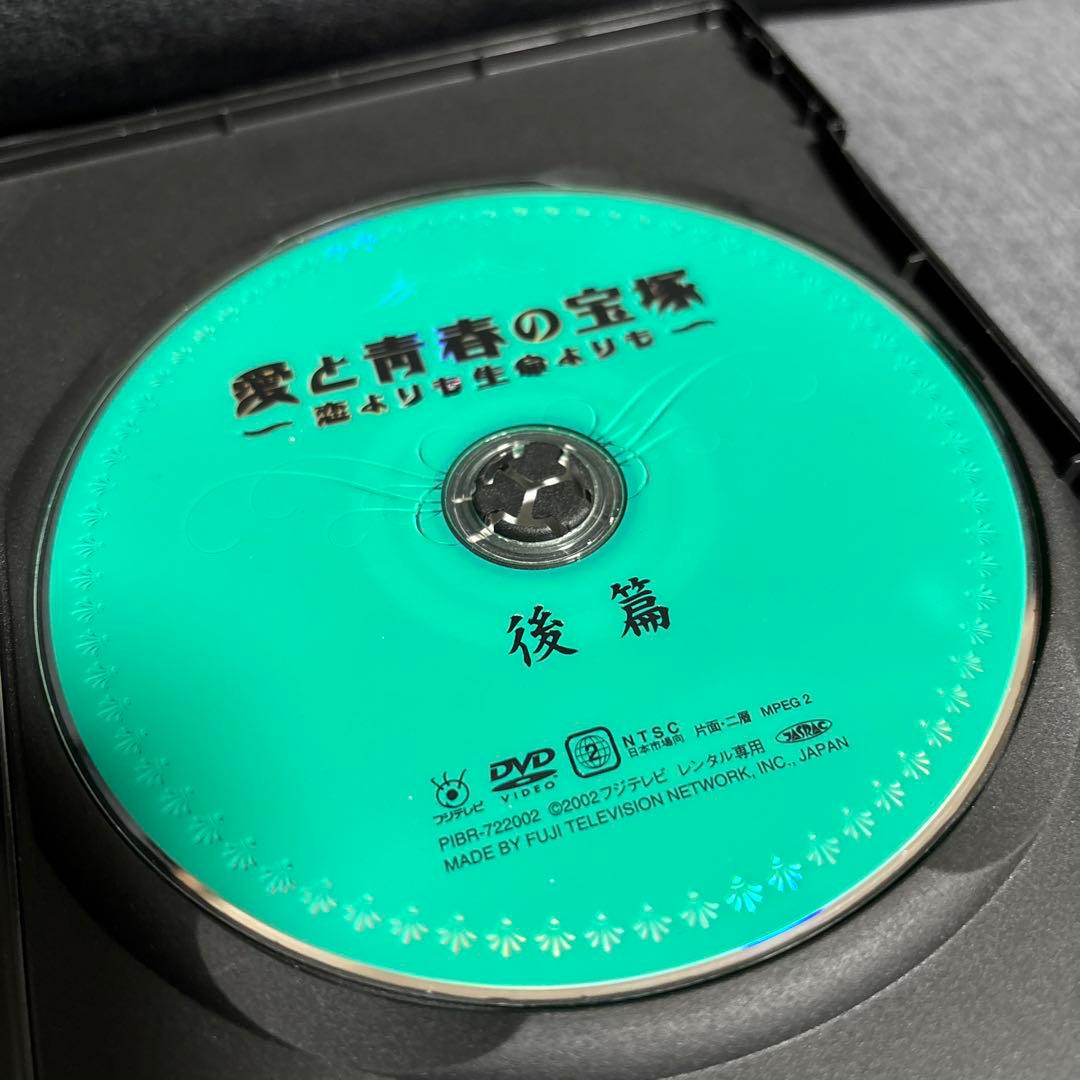 愛と青春の宝塚
〜恋よりも生命よりも〜
後篇
フジテレビ DVD VIDEO 2 NTSC 日本市場向 片面・二層 MPEG 2
PIBR-722002 ©2002フジテレビ レンタル専用 JASRAC
MADE BY FUJI TELEVISION NETWORK, INC., JAPAN